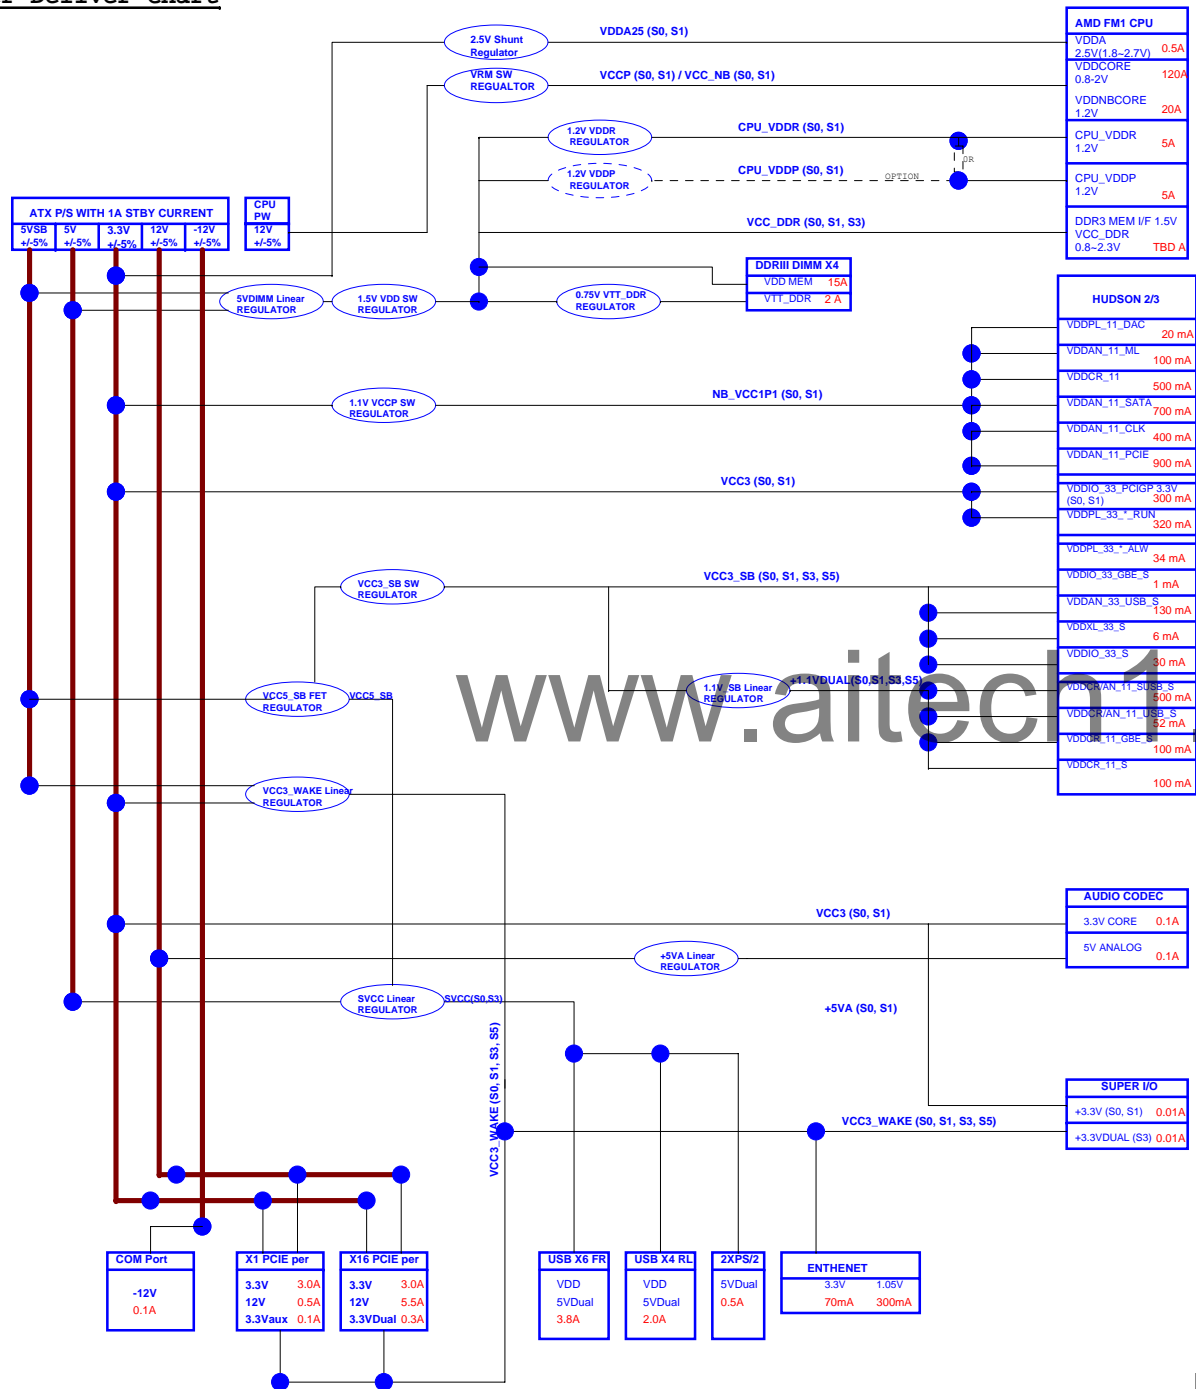 Deliver Chart
2.5V Shunt
Regulator
VDDA25 (S0, S1)
VRM SW
REGUALTOR
VCCP (S0, S1) / VCC_NB (S0, S1)
1.2V VDDR
REGULATOR
CPU_VDDR (S0, S1)
1.2V VDDP
REGULATOR
CPU_VDDP (S0, S1)
OPTION
0R
VCC_DDR (S0, S1, S3)
AMD FM1 CPU
VDDA
2.5V(1.8~2.7V) 0.5A
VDDCORE
0.8-2V 120A
VDDNBCORE
1.2V 20A
CPU_VDDR
1.2V 5A
CPU_VDDP
1.2V 5A
DDR3 MEM I/F 1.5V
VCC_DDR
0.8~2.3V TBD A
ATX P/S WITH 1A STBY CURRENT
5VSB 5V 3.3V 12V -12V
+/-5% +/-5% +/-5% +/-5% +/-5%
CPU
PW
12V
+/-5%
DDRIII DIMM X4
VDD MEM 15A
VTT_DDR 2 A
5VDIMM Linear
REGULATOR
1.5V VDD SW
REGULATOR
0.75V VTT_DDR
REGULATOR
HUDSON 2/3
VDDPL_11_DAC
20 mA
VDDAN_11_ML
100 mA
VDDCR_11
500 mA
VDDAN_11_SATA
700 mA
VDDAN_11_CLK
400 mA
VDDAN_11_PCIE
900 mA
VDDIO_33_PCIGP 3.3V
(S0, S1) 300 mA
VDDPL_33_*_RUN
320 mA
VDDPL_33_*_ALW
34 mA
VDDIO_33_GBE_S
1 mA
VDDAN_33_USB_S
130 mA
VDDXL_33_S
6 mA
VDDIO_33_S
30 mA
VDDCR/AN_11_SUSB_S
500 mA
VDDCR/AN_11_USB_S
52 mA
VDDCR_11_GBE_S
100 mA
VDDCR_11_S
100 mA
1.1V VCCP SW
REGULATOR
NB_VCC1P1 (S0, S1)
VCC3 (S0, S1)
VCC3_SB SW
REGULATOR
VCC3_SB (S0, S1, S3, S5)
VCC5_SB FET
REGULATOR
VCC5_SB
1.1V_SB Linear
REGULATOR
+1.1VDUAL(S0,S1,S3,S5)
www.aitech1
VCC3_WAKE Linear
REGULATOR
VCC3 (S0, S1)
AUDIO CODEC
3.3V CORE 0.1A
5V ANALOG
0.1A
+5VA Linear
REGULATOR
SVCC Linear
REGULATOR
SVCC(S0,S3)
+5VA (S0, S1)
VCC3_WAKE (S0, S1, S3, S5)
VCC3_WAKE (S0, S1, S3, S5)
SUPER I/O
+3.3V (S0, S1) 0.01A
+3.3VDUAL (S3) 0.01A
COM Port
-12V
0.1A
X1 PCIE per
3.3V 3.0A
12V 0.5A
3.3Vaux 0.1A
X16 PCIE per
3.3V 3.0A
12V 5.5A
3.3VDual 0.3A
USB X6 FR
VDD
5VDual
3.8A
USB X4 RL
VDD
5VDual
2.0A
2XPS/2
5VDual
0.5A
ENTHENET
3.3V 1.05V
70mA 300mA